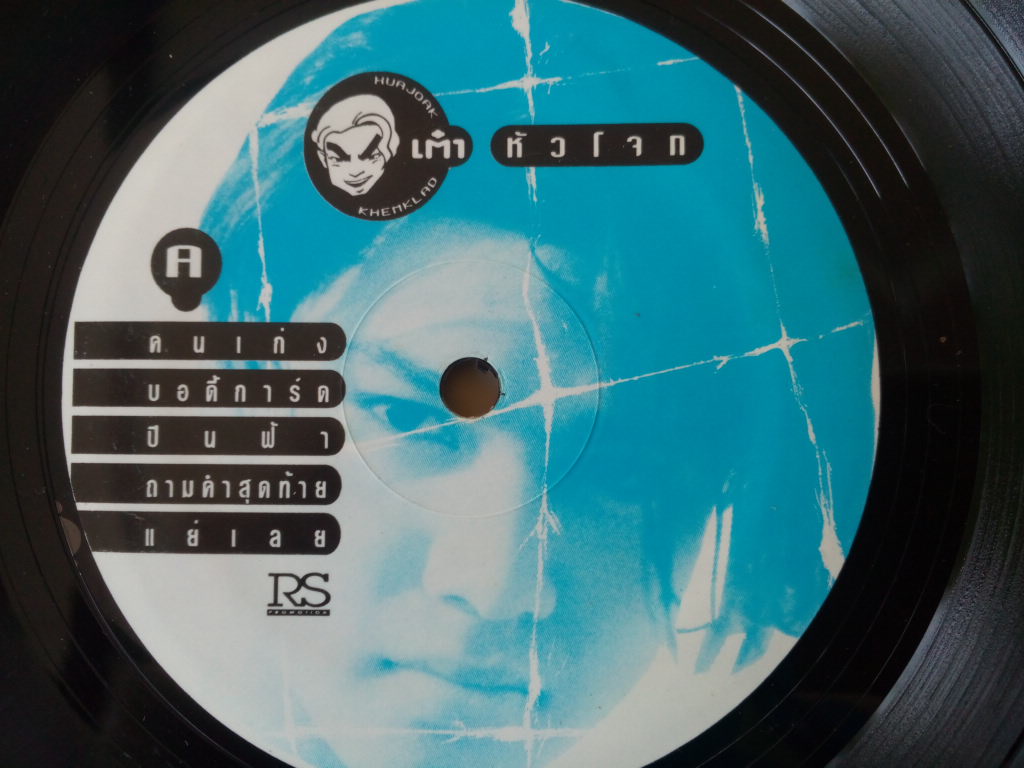 HUAJOAK
เต๋า
KHEMKLAD
หัวโจก
A
คนเก่ง
บอดี้การ์ด
ปืนฟ้า
ถามคำสุดท้าย
แย่เลย
RS
PROMOTION